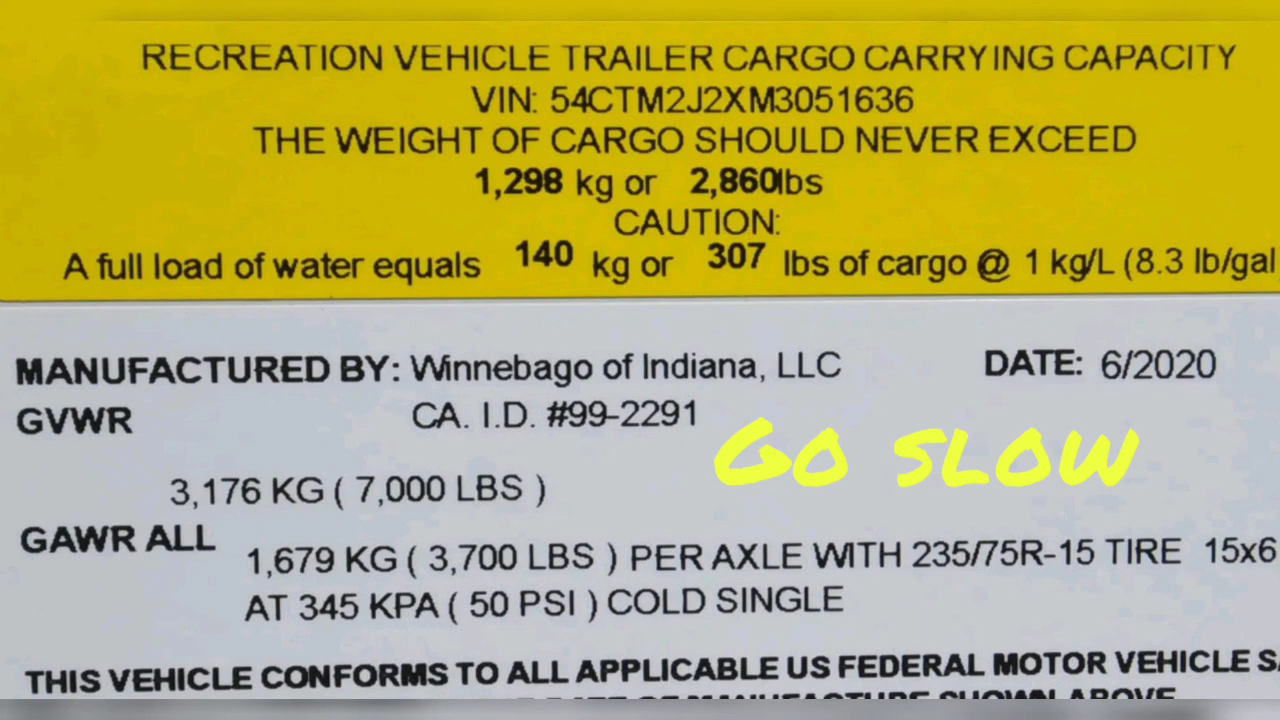 RECREATION VEHICLE TRAILER CARGO CARRYING CAPACITY
VIN: 54CTM2J2XM3051636
THE WEIGHT OF CARGO SHOULD NEVER EXCEED
1,298 kg or 2,860lbs
CAUTION:
A full load of water equals 140 kg or 307 lbs of cargo @ 1 kg/L (8.3 lb/gal
MANUFACTURED BY: Winnebago of Indiana, LLC DATE: 6/2020
GVWR CA. I.D. #99-2291
Go slow
3,176 KG ( 7,000 LBS )
GAWR ALL
1,679 KG ( 3,700 LBS ) PER AXLE WITH 235/75R-15 TIRE 15x6
AT 345 KPA ( 50 PSI ) COLD SINGLE
THIS VEHICLE CONFORMS TO ALL APPLICABLE US FEDERAL MOTOR VEHICLE
OF MANUFACTURE SHOWN ABOVE